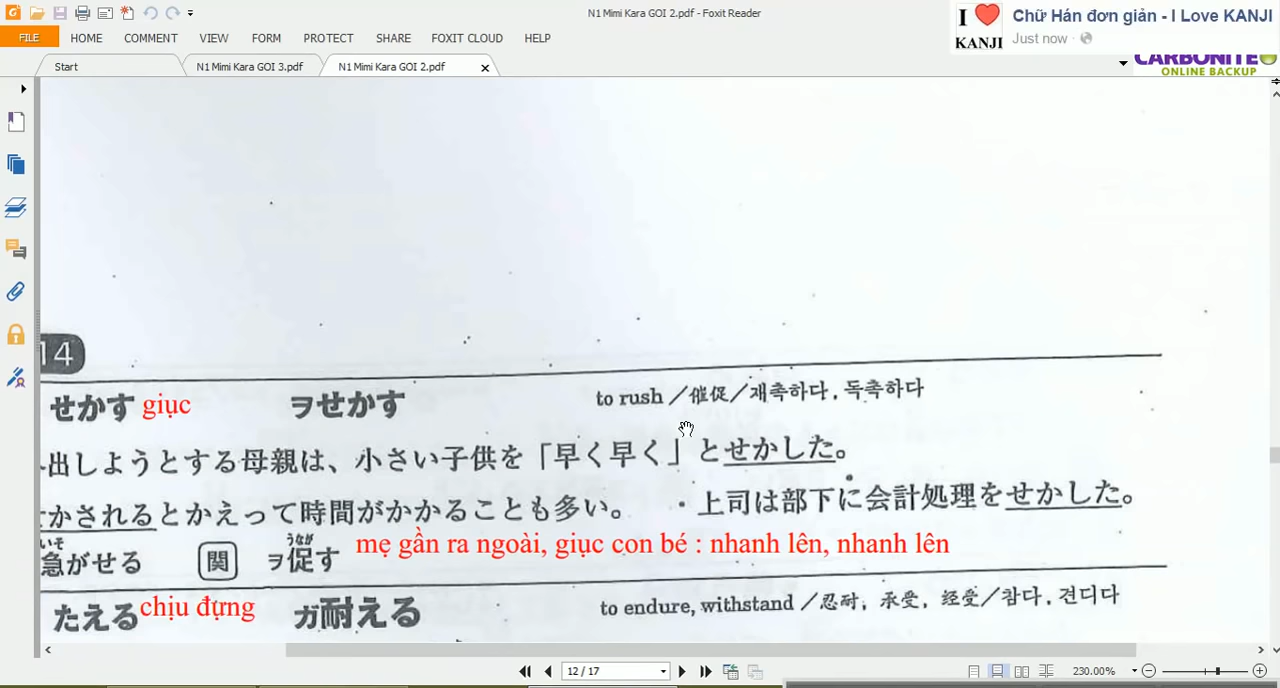 N1 Mimi Kara GOI 2.pdf - Foxit Reader
I KANJI
Chữ Hán đơn giản - I Love KANJI
Just now
FILE HOME COMMENT VIEW FORM PROTECT SHARE FOXIT CLOUD HELP
Start N1 Mimi Kara GOI 3.pdf N1 Mimi Kara GOI 2.pdf
CARBONITE
ONLINE BACKUP
14
せかす giục ヲせかす to rush／催促／재촉하다, 독촉하다
出しようとする母親は、小さい子供を「早く早く」とせかした。
かされるとかえって時間がかかることも多い。 ・上司は部下に会計処理をせかした。
急がせる 関 ヲ促す mẹ gần ra ngoài, giục con bé : nhanh lên, nhanh lên
いそ うなが
たえる chịu đựng ガ耐える to endure, withstand／忍耐, 承受, 经受／참다, 견디다
12 / 17
230.00%